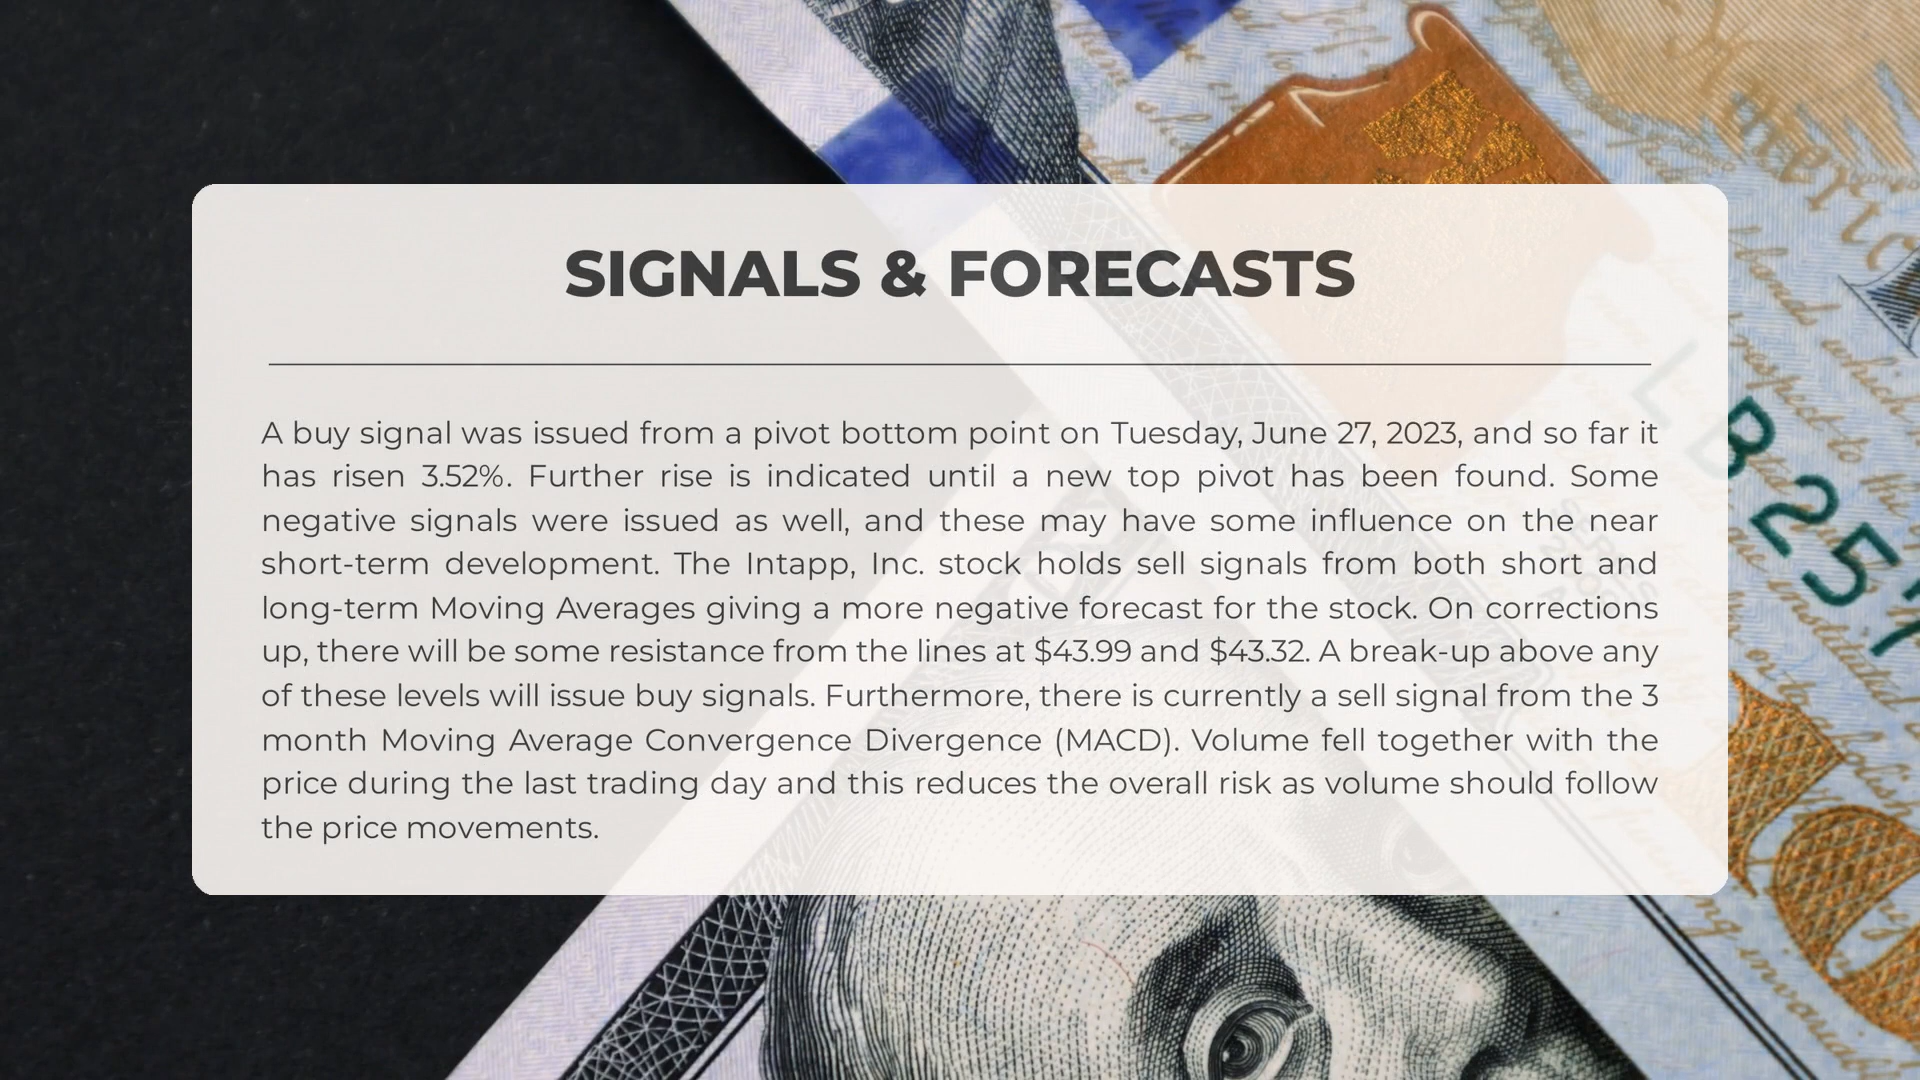 SIGNALS & FORECASTS
A buy signal was issued from a pivot bottom point on Tuesday, June 27, 2023, and so far it
has risen 3.52%. Further rise is indicated until a new top pivot has been found. Some
negative signals were issued as well, and these may have some influence on the near
short-term development. The Intapp, Inc. stock holds sell signals from both short and
long-term Moving Averages giving a more negative forecast for the stock. On corrections
up, there will be some resistance from the lines at $43.99 and $43.32. A break-up above any
of these levels will issue buy signals. Furthermore, there is currently a sell signal from the 3
month Moving Average Convergence Divergence (MACD). Volume fell together with the
price during the last trading day and this reduces the overall risk as volume should follow
the price movements.